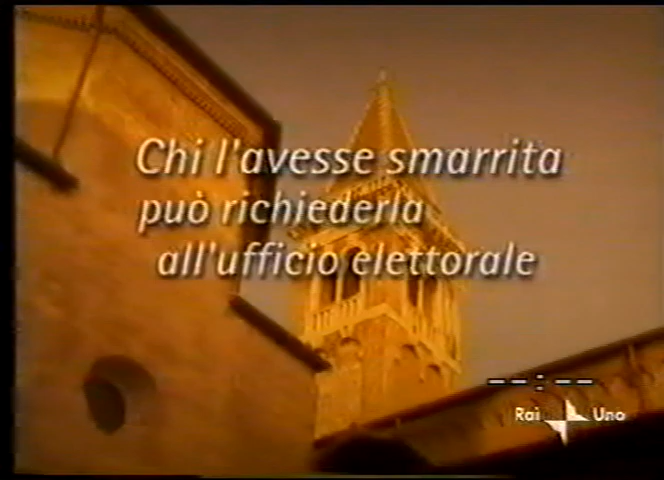 Chi l'avesse smarrita
può richiederla
all'ufficio elettorale
--:--
Rai Uno